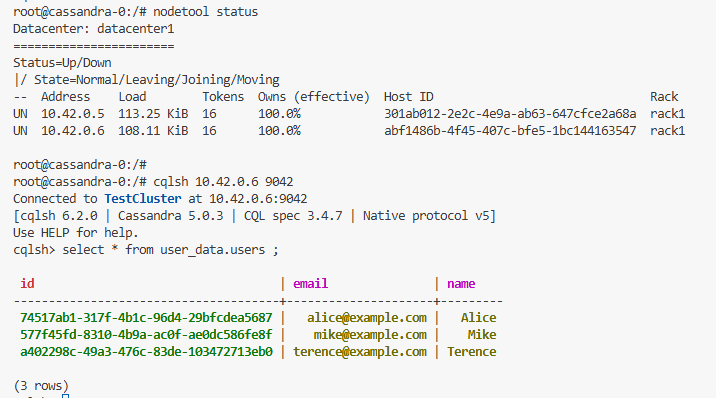 root@cassandra-0:/# nodetool status
Datacenter: datacenter1
=======================
Status=Up/Down
|/ State=Normal/Leaving/Joining/Moving
--  Address    Load        Tokens  Owns (effective)  Host ID                               Rack
UN  10.42.0.5  113.25 KiB  16      100.0%            301ab012-2e2c-4e9a-ab63-647cfce2a68a  rack1
UN  10.42.0.6  108.11 KiB  16      100.0%            abf1486b-4f45-407c-bfe5-1bc144163547  rack1
root@cassandra-0:/#
root@cassandra-0:/# cqlsh 10.42.0.6 9042
Connected to TestCluster at 10.42.0.6:9042
[cqlsh 6.2.0 | Cassandra 5.0.3 | CQL spec 3.4.7 | Native protocol v5]
Use HELP for help.
cqlsh> select * from user_data.users ;
 id                                   | email               | name
--------------------------------------+---------------------+---------
 74517ab1-317f-4b1c-96d4-29bfcdea5687 |   alice@example.com |   Alice
 577f45fd-8310-4b9a-ac0f-ae0dc586fe8f |    mike@example.com |    Mike
 a402298c-49a3-476c-83de-103472713eb0 | terence@example.com | Terence
(3 rows)